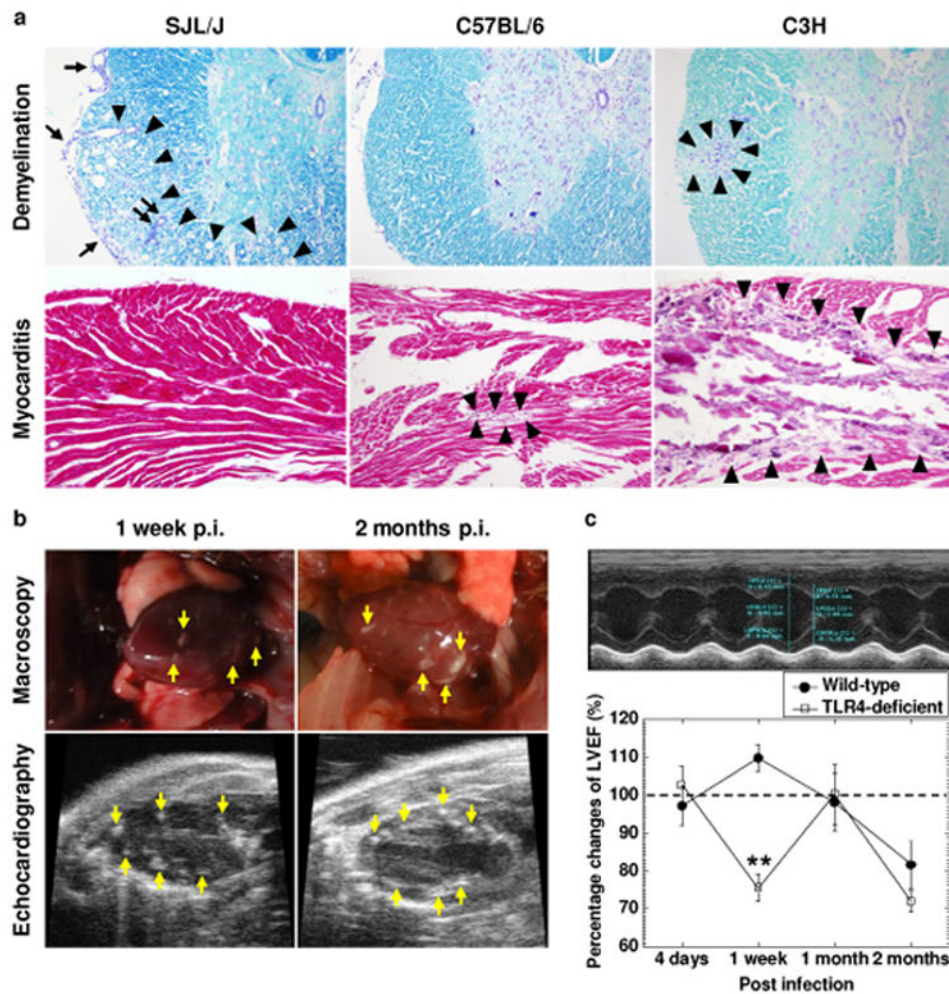 a
SJL/J C57BL/6 C3H
Demyelination
Myocarditis
b
1 week p.i. 2 months p.i.
Macroscopy
Echocardiography
c
Wild-type
TLR4-deficient
Percentage changes of LVEF (%)
120
110
100
90
80
70
60
**
4 days 1 week 1 month 2 months
Post infection